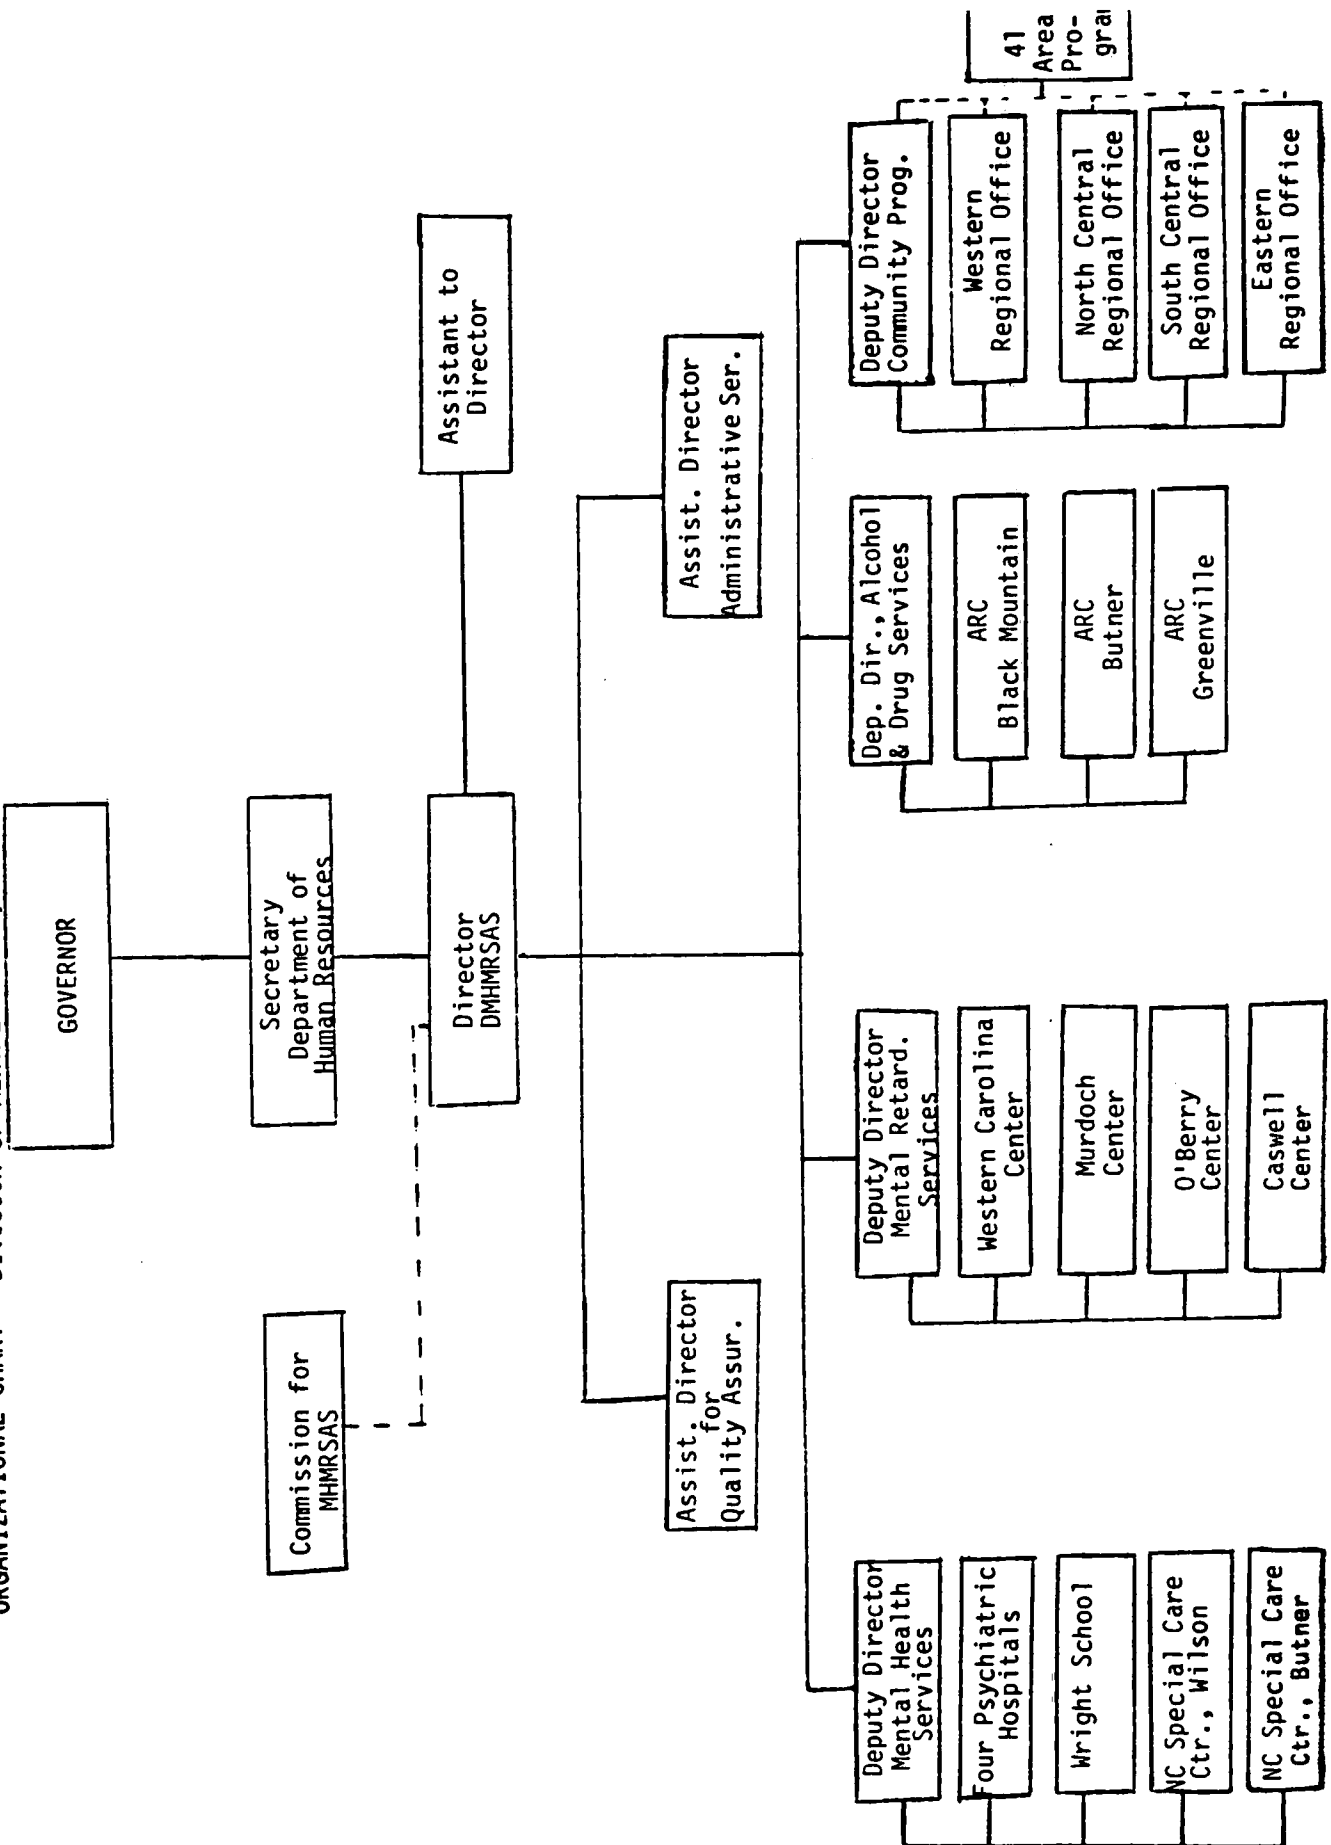 ORGANIZATIONAL CHART
GOVERNOR
Secretary
Department of
Human Resources
Commission for
MHMRSAS
Director
DMHMRSAS
Assistant to
Director
Assist. Director
for
Quality Assur.
Assist. Director
Administrative Ser.
Deputy Director
Mental Health
Services
Four Psychiatric
Hospitals
Wright School
NC Special Care
Ctr., Wilson
NC Special Care
Ctr., Butner
Deputy Director
Mental Retard.
Services
Western Carolina
Center
Murdoch
Center
O'Berry
Center
Caswell
Center
Dep. Dir., Alcohol
& Drug Services
ARC
Black Mountain
ARC
Butner
ARC
Greenville
Deputy Director
Community Prog.
Western
Regional Office
North Central
Regional Office
South Central
Regional Office
Eastern
Regional Office
41
Area
Pro-
gra